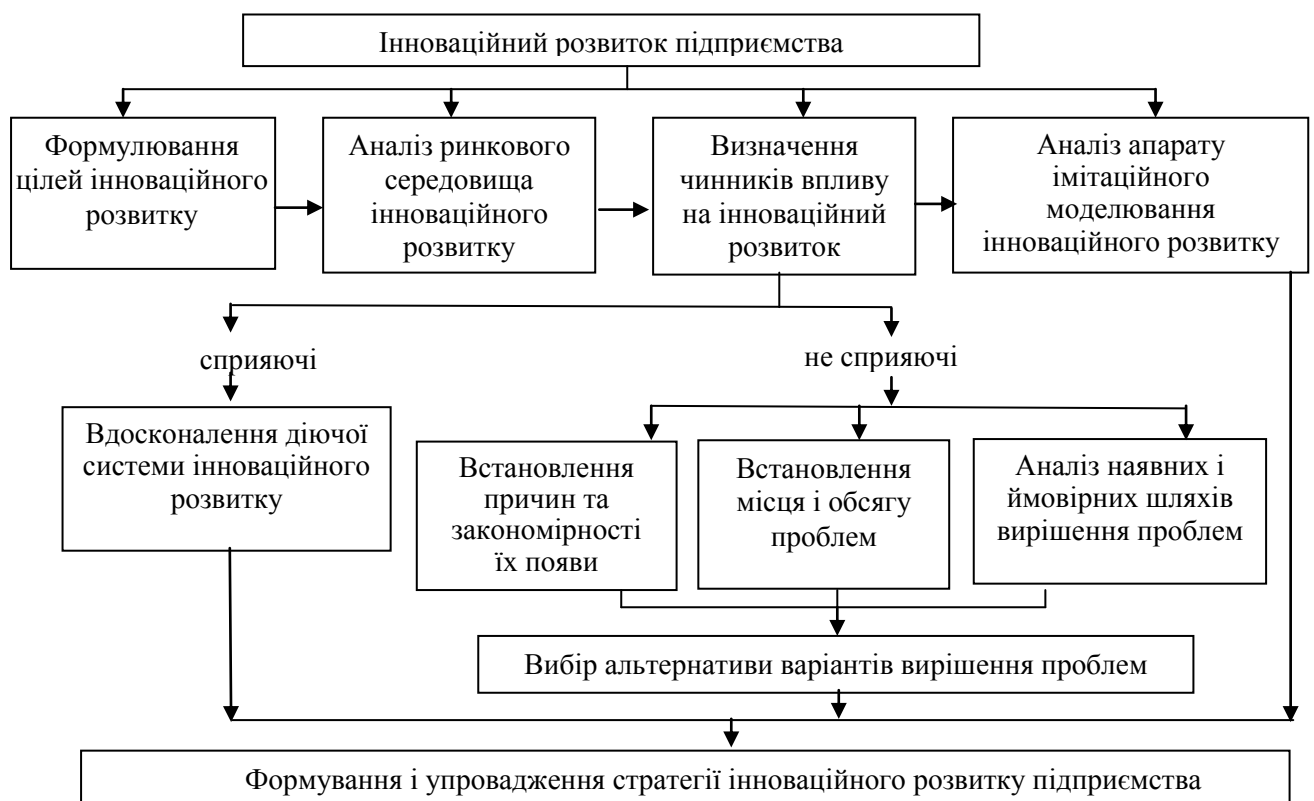 Інноваційний розвиток підприємства
Формулювання
цілей інноваційного
розвитку
Аналіз ринкового
середовища
інноваційного
розвитку
Визначення
чинників впливу
на інноваційний
розвиток
Аналіз апарату
імітаційного
моделювання
інноваційного розвитку
сприяючі
не сприяючі
Вдосконалення діючої
системи інноваційного
розвитку
Встановлення
причин та
закономірності
їх появи
Встановлення
місця і обсягу
проблем
Аналіз наявних і
ймовірних шляхів
вирішення проблем
Вибір альтернативи варіантів вирішення проблем
Формування і упровадження стратегії інноваційного розвитку підприємства